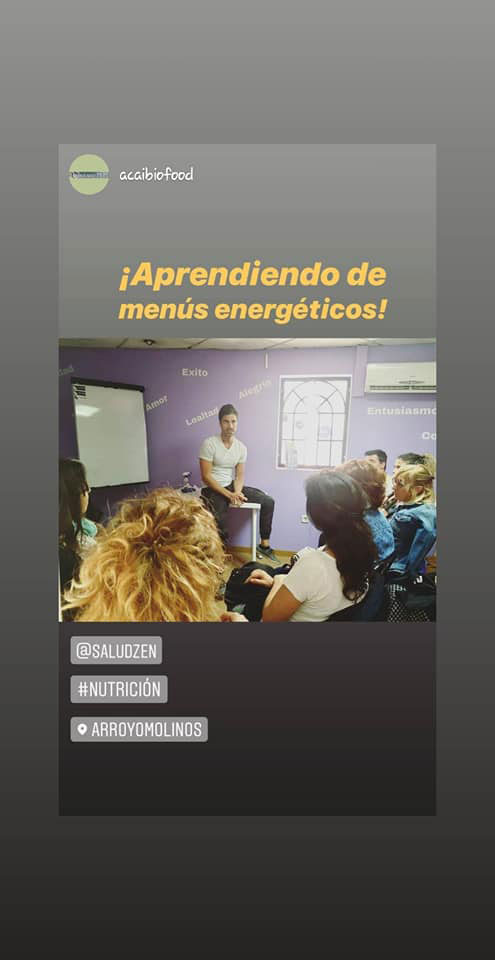 acaibiofood
¡Aprendiendo de
menús energéticos!
Exito
Alegria
Amor
Lealtad
Entusiasmo
@SALUDZEN
#NUTRICIÓN
ARROYOMOLINOS